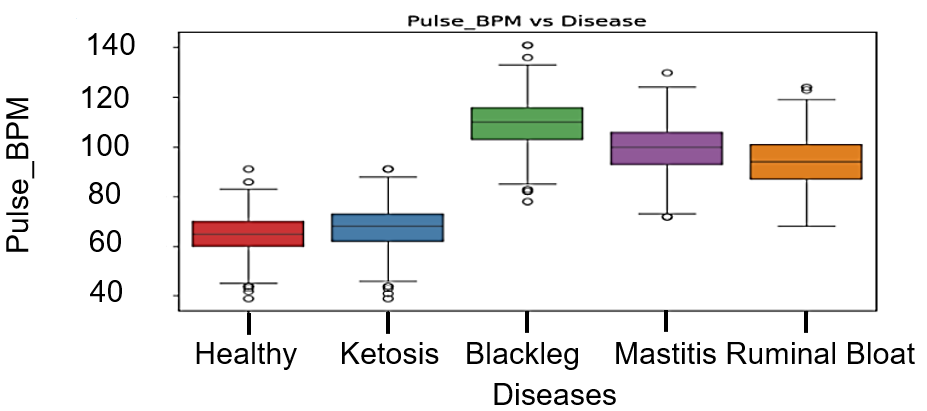 Pulse_BPM vs Disease
Pulse_BPM
140
120
100
80
60
40
Healthy Ketosis Blackleg Mastitis Ruminal Bloat
Diseases